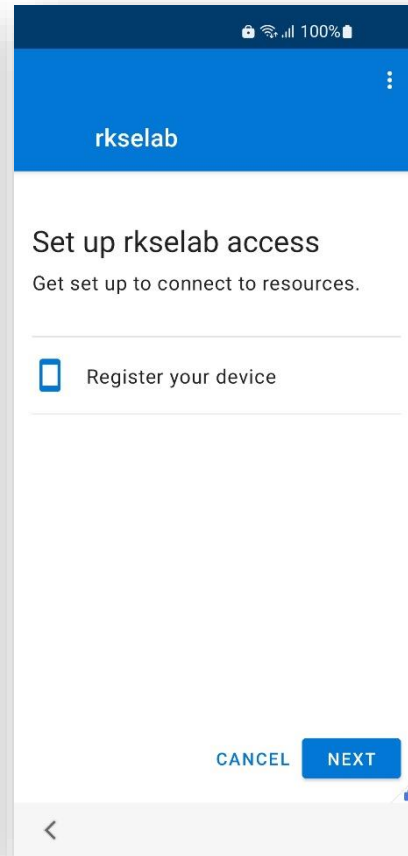 100%
rkselab
Set up rkselab access
Get set up to connect to resources.
Register your device
CANCEL NEXT